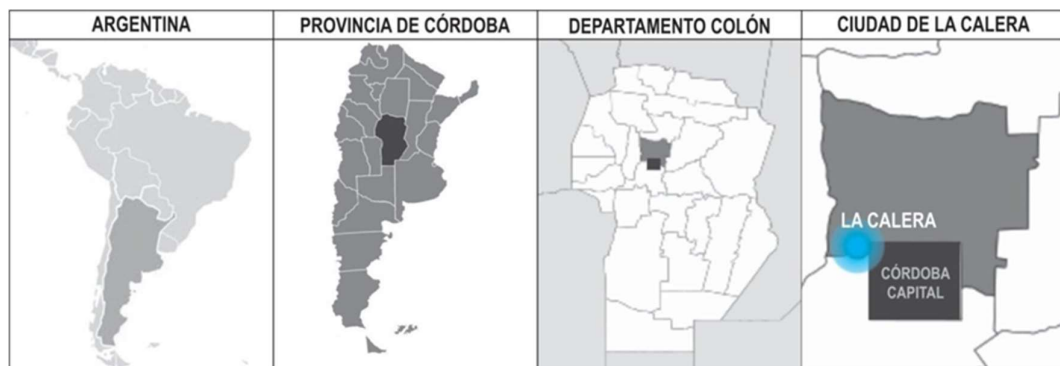 ARGENTINA
PROVINCIA DE CÓRDOBA
DEPARTAMENTO COLÓN
CIUDAD DE LA CALERA
LA CALERA
CÓRDOBA
CAPITAL